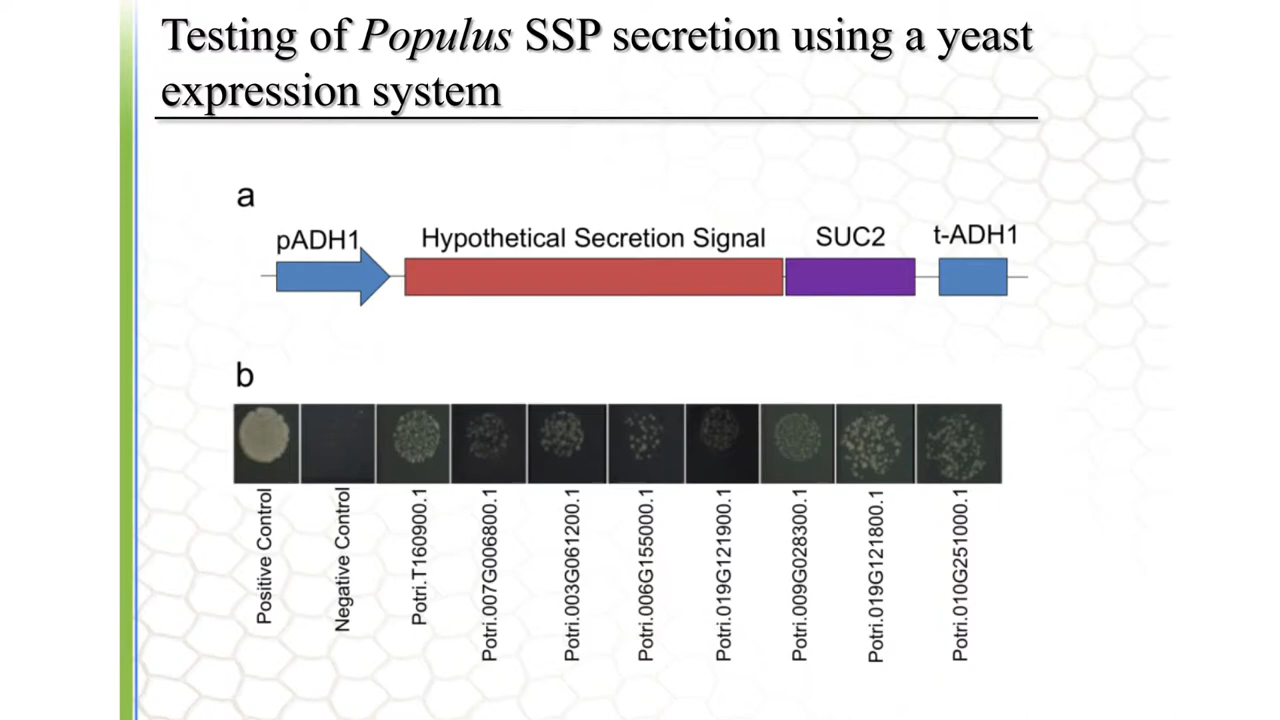 Testing of Populus SSP secretion using a yeast
expression system
a
pADH1
Hypothetical Secretion Signal
SUC2
t-ADH1
b
Positive Control
Negative Control
Potri.T160900.1
Potri.007G006800.1
Potri.003G061200.1
Potri.006G155000.1
Potri.019G121900.1
Potri.009G028300.1
Potri.019G121800.1
Potri.010G251000.1